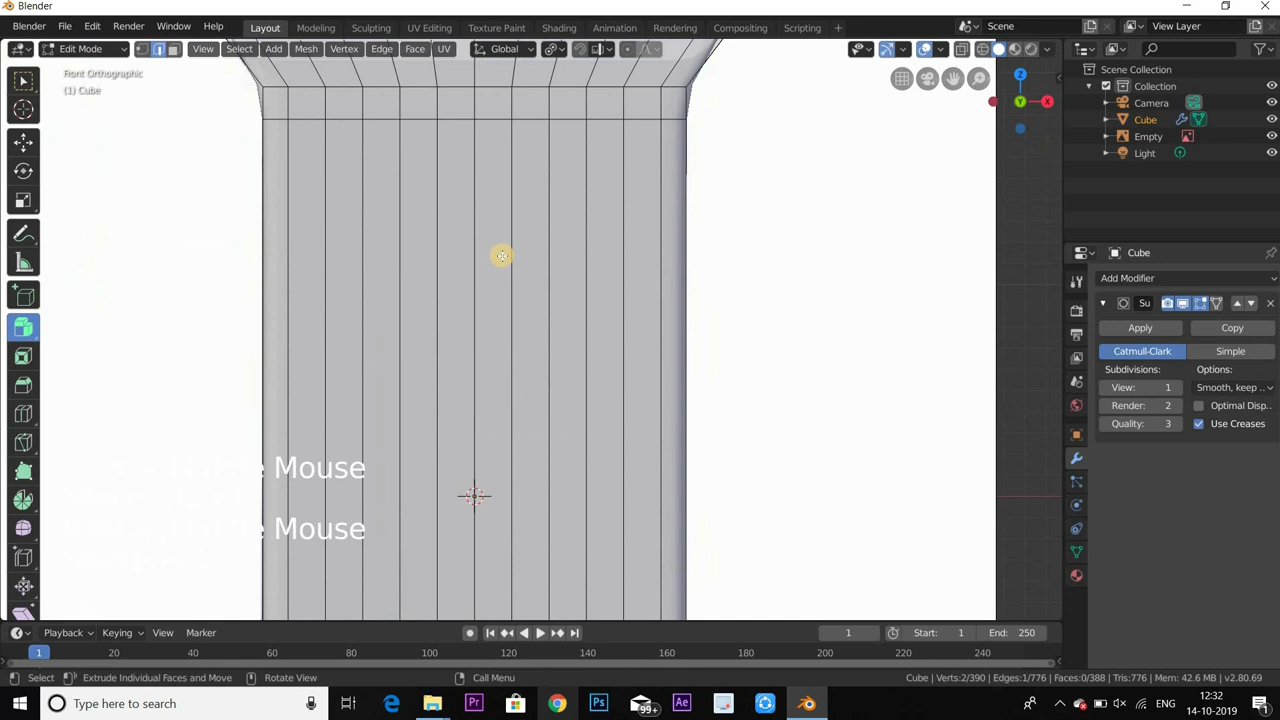 Blender
Blender File Edit Render Window Help Layout Modeling Sculpting UV Editing Texture Paint Shading Animation Rendering Compositing Scripting + Scene View Layer
Edit Mode View Select Add Mesh Vertex Edge Face UV Global
Front Orthographic
(1) Cube
Z
Y
X
Scene Collection
Collection
Camera
Cube
Empty
Light
Cube
Add Modifier
Su
Apply Copy
Catmull-Clark Simple
Subdivisions: Options:
View: 1 Smooth, keep ..
Render: 2 Optimal Disp..
Quality: 3 Use Creases
Mouse
Mouse
Playback Keying View Marker 1 Start: 1 End: 250
1 20 40 60 80 100 120 140 160 180 200 220 240
Select Extrude Individual Faces and Move Rotate View Call Menu Cube | Verts:2/390 | Edges:1/776 | Faces:0/388 | Tris:776 | Mem: 42.6 MB | v2.80.69
Type here to search 99+ ENG 12:32
14-10-2019